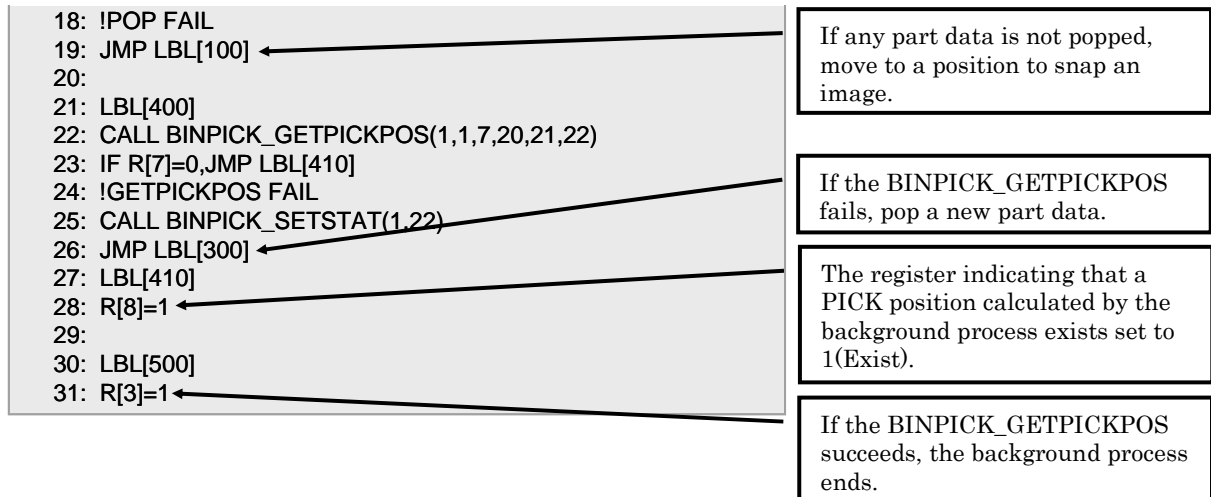 18: !POP FAIL
19: JMP LBL[100]
20:
21: LBL[400]
22: CALL BINPICK_GETPICKPOS(1,1,7,20,21,22)
23: IF R[7]=0,JMP LBL[410]
24: !GETPICKPOS FAIL
25: CALL BINPICK_SETSTAT(1,22)
26: JMP LBL[300]
27: LBL[410]
28: R[8]=1
29:
30: LBL[500]
31: R[3]=1
If any part data is not popped,
move to a position to snap an
image.
If the BINPICK_GETPICKPOS
fails, pop a new part data.
The register indicating that a
PICK position calculated by the
background process exists set to
1(Exist).
If the BINPICK_GETPICKPOS
succeeds, the background process
ends.